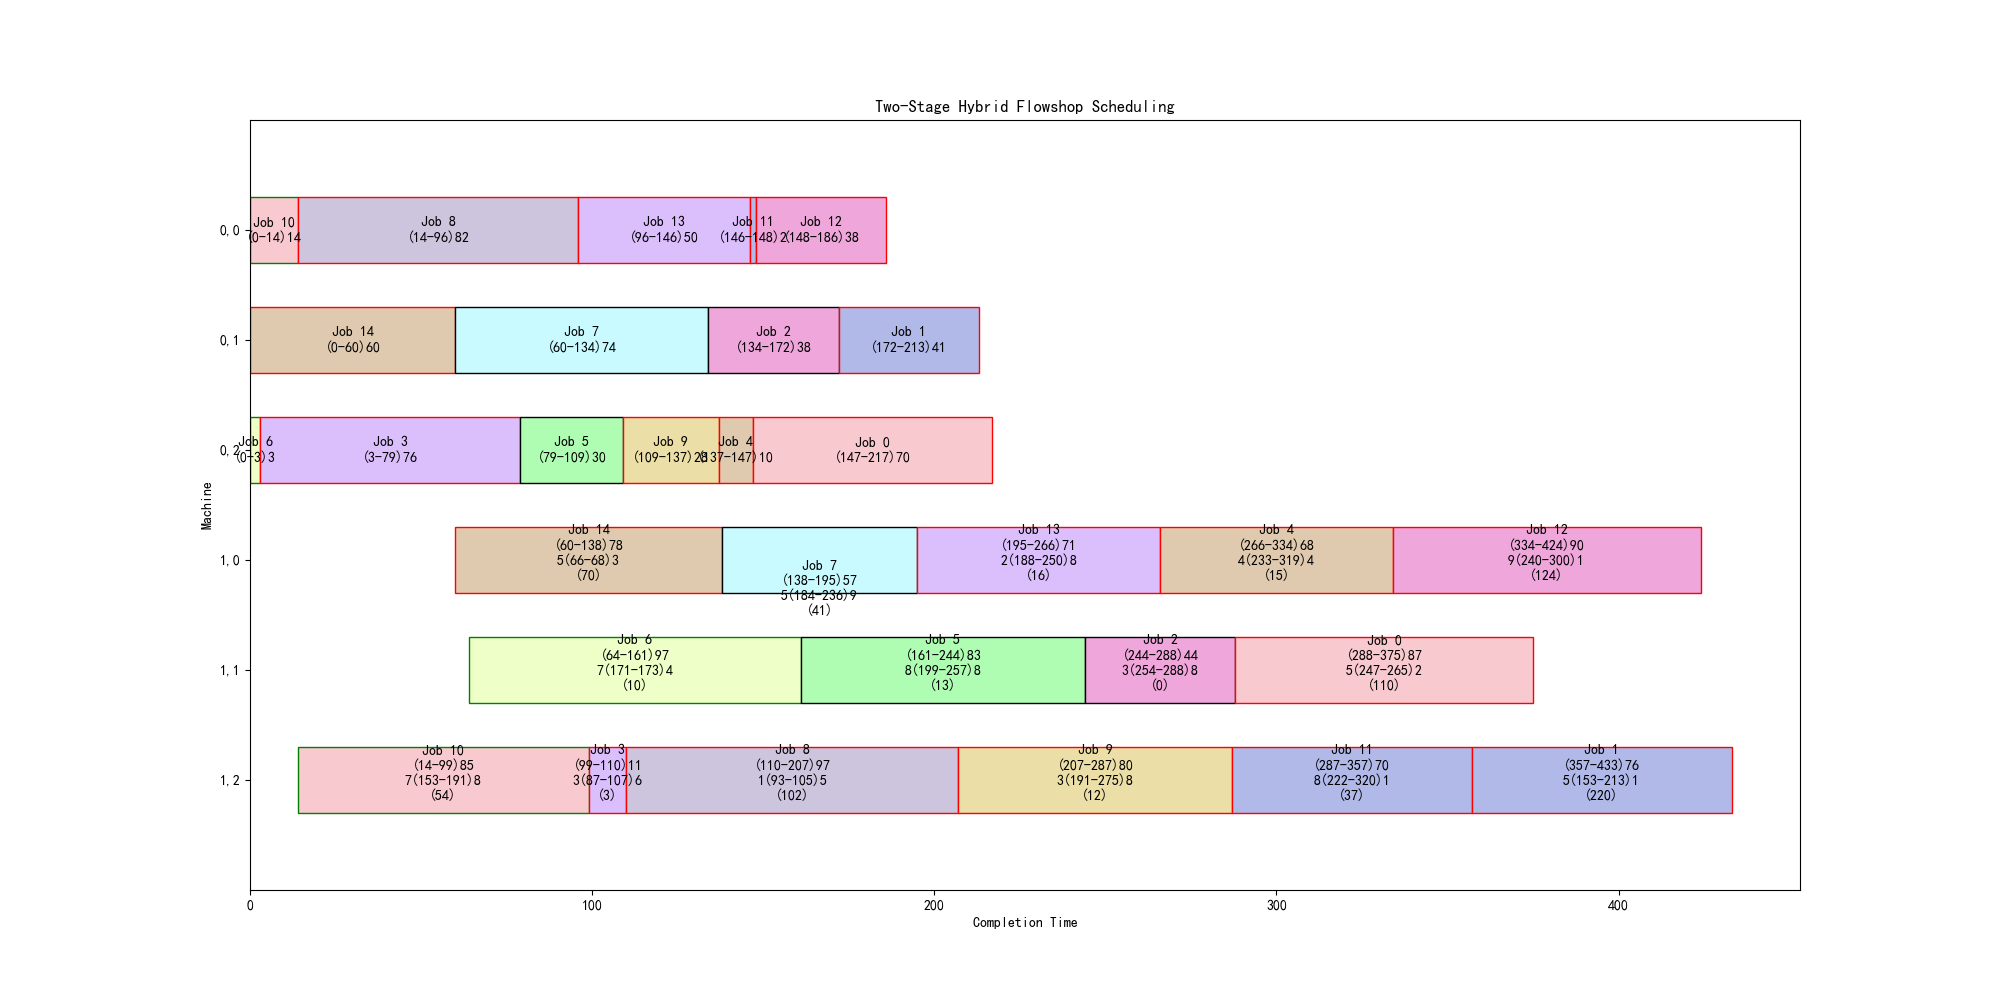 Two-Stage Hybrid Flowshop Scheduling
Machine
0,0
Job 10
(0-14)14
Job 8
(14-96)82
Job 13
(96-146)50
Job 11
(146-148)2
Job 12
(148-186)38
0,1
Job 14
(0-60)60
Job 7
(60-134)74
Job 2
(134-172)38
Job 1
(172-213)41
0,2
Job 6
(0-3)3
Job 3
(3-79)76
Job 5
(79-109)30
Job 9
(109-137)28
Job 4
(137-147)10
Job 0
(147-217)70
1,0
Job 14
(60-138)78
5(66-68)3
(70)
Job 7
(138-195)57
5(184-236)9
(41)
Job 13
(195-266)71
2(188-250)8
(16)
Job 4
(266-334)68
4(233-319)4
(15)
Job 12
(334-424)90
9(240-300)1
(124)
1,1
Job 6
(64-161)97
7(171-173)4
(10)
Job 5
(161-244)83
8(199-257)8
(13)
Job 2
(244-288)44
3(254-288)8
(0)
Job 0
(288-375)87
5(247-265)2
(110)
1,2
Job 10
(14-99)85
7(153-191)8
(54)
Job 3
(99-110)11
3(87-107)6
(3)
Job 8
(110-207)97
1(93-105)5
(102)
Job 9
(207-287)80
3(191-275)8
(12)
Job 11
(287-357)70
8(222-320)1
(37)
Job 1
(357-433)76
5(153-213)1
(220)
0 100 200 300 400
Completion Time